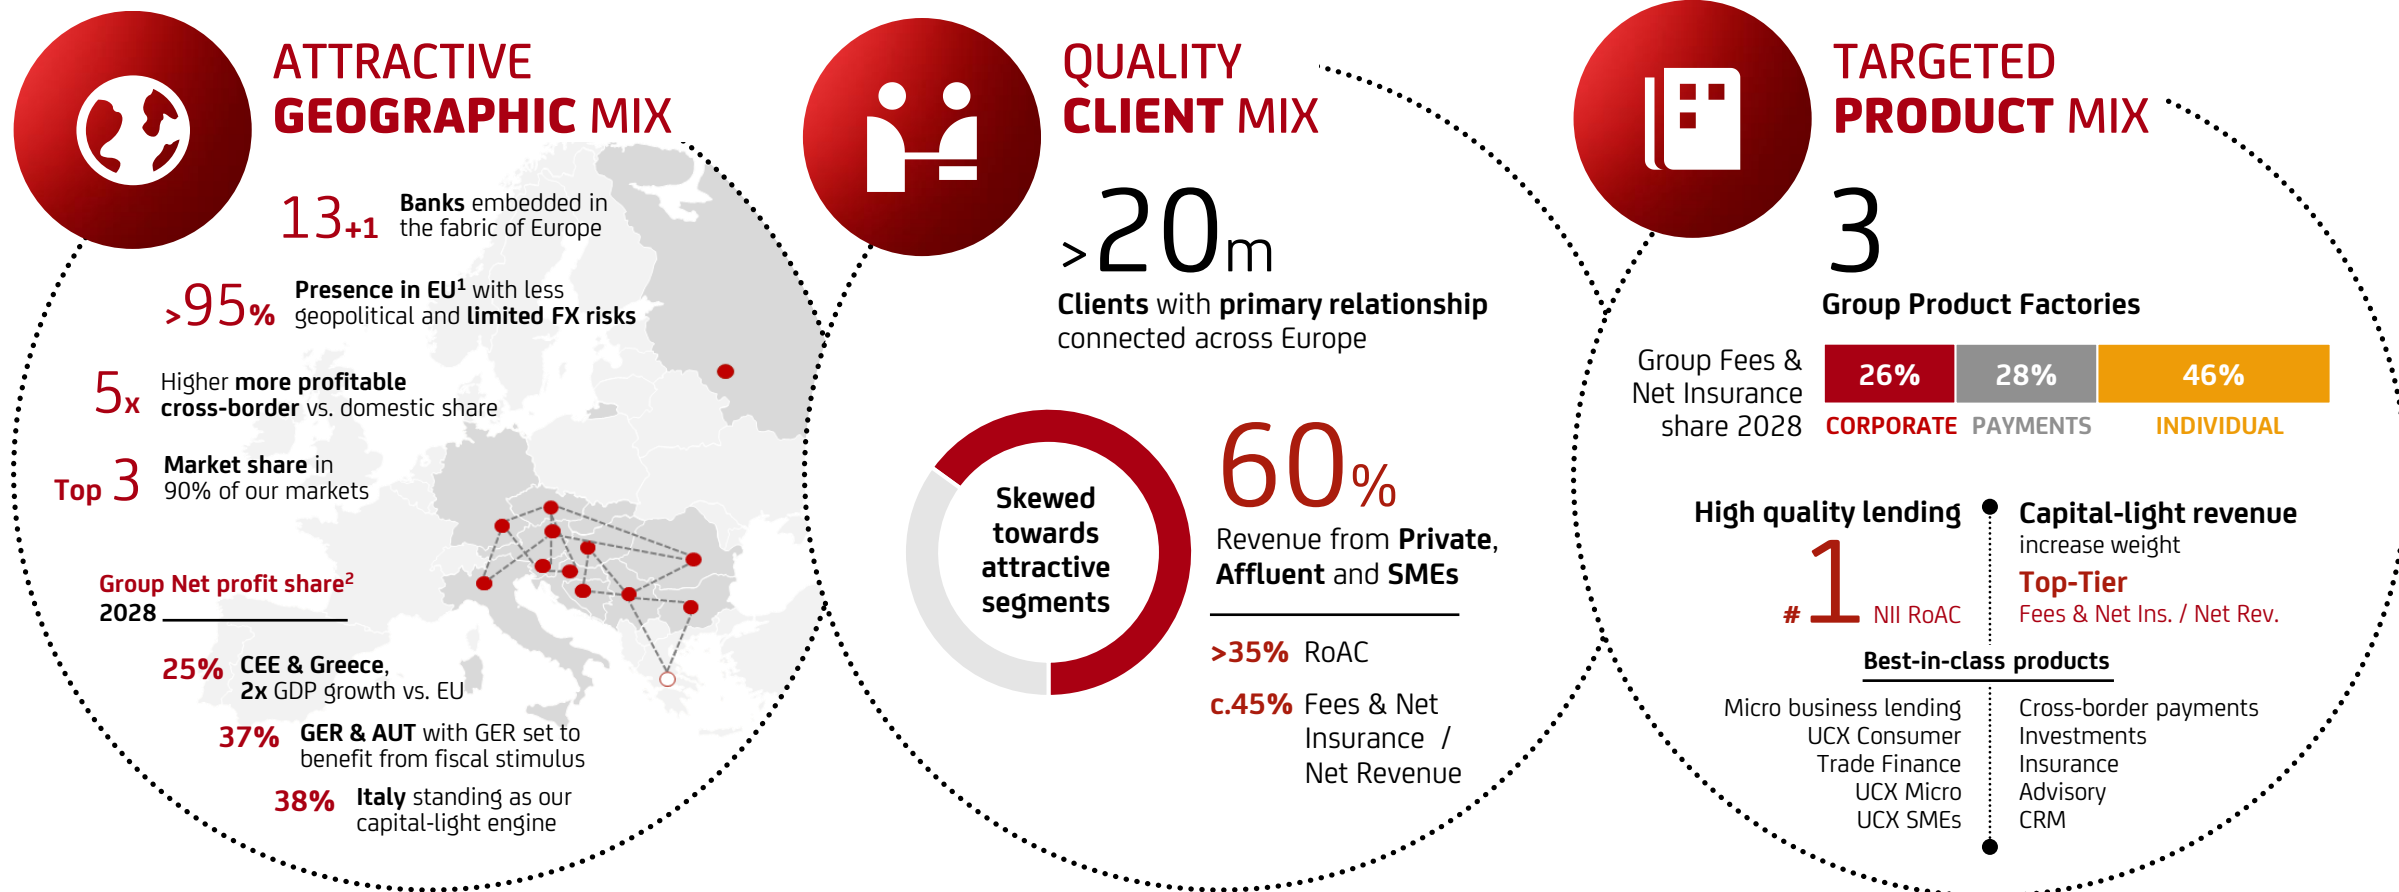 ATTRACTIVE
GEOGRAPHIC MIX
13+1
Banks embedded in
the fabric of Europe
>95%
Presence in EU¹ with less
geopolitical and limited FX risks
5x
Higher more profitable
cross-border vs. domestic share
Top 3
Market share in
90% of our markets
Group Net profit share²
2028
25%
CEE & Greece,
2x GDP growth vs. EU
37%
GER & AUT with GER set to
benefit from fiscal stimulus
38%
Italy standing as our
capital-light engine
QUALITY
CLIENT MIX
>20m
Clients with primary relationship
connected across Europe
Skewed
towards
attractive
segments
60%
Revenue from Private,
Affluent and SMEs
>35% RoAC
c.45% Fees & Net
Insurance /
Net Revenue
TARGETED
PRODUCT MIX
3
Group Product Factories
Group Fees &
Net Insurance
share 2028
26% 28% 46%
CORPORATE PAYMENTS INDIVIDUAL
High quality lending
#1 NII RoAC
Capital-light revenue
increase weight
Top-Tier
Fees & Net Ins. / Net Rev.
Best-in-class products
Micro business lending
UCX Consumer
Trade Finance
UCX Micro
UCX SMEs
Cross-border payments
Investments
Insurance
Advisory
CRM